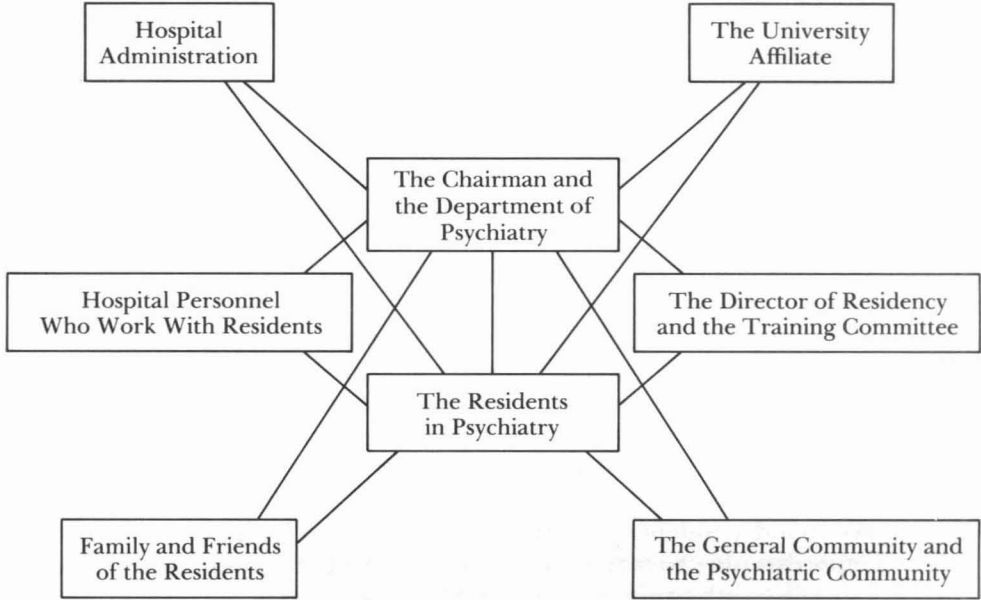 Hospital
Administration
The University
Affiliate
The Chairman and
the Department of
Psychiatry
Hospital Personnel
Who Work With Residents
The Director of Residency
and the Training Committee
The Residents
in Psychiatry
Family and Friends
of the Residents
The General Community and
the Psychiatric Community